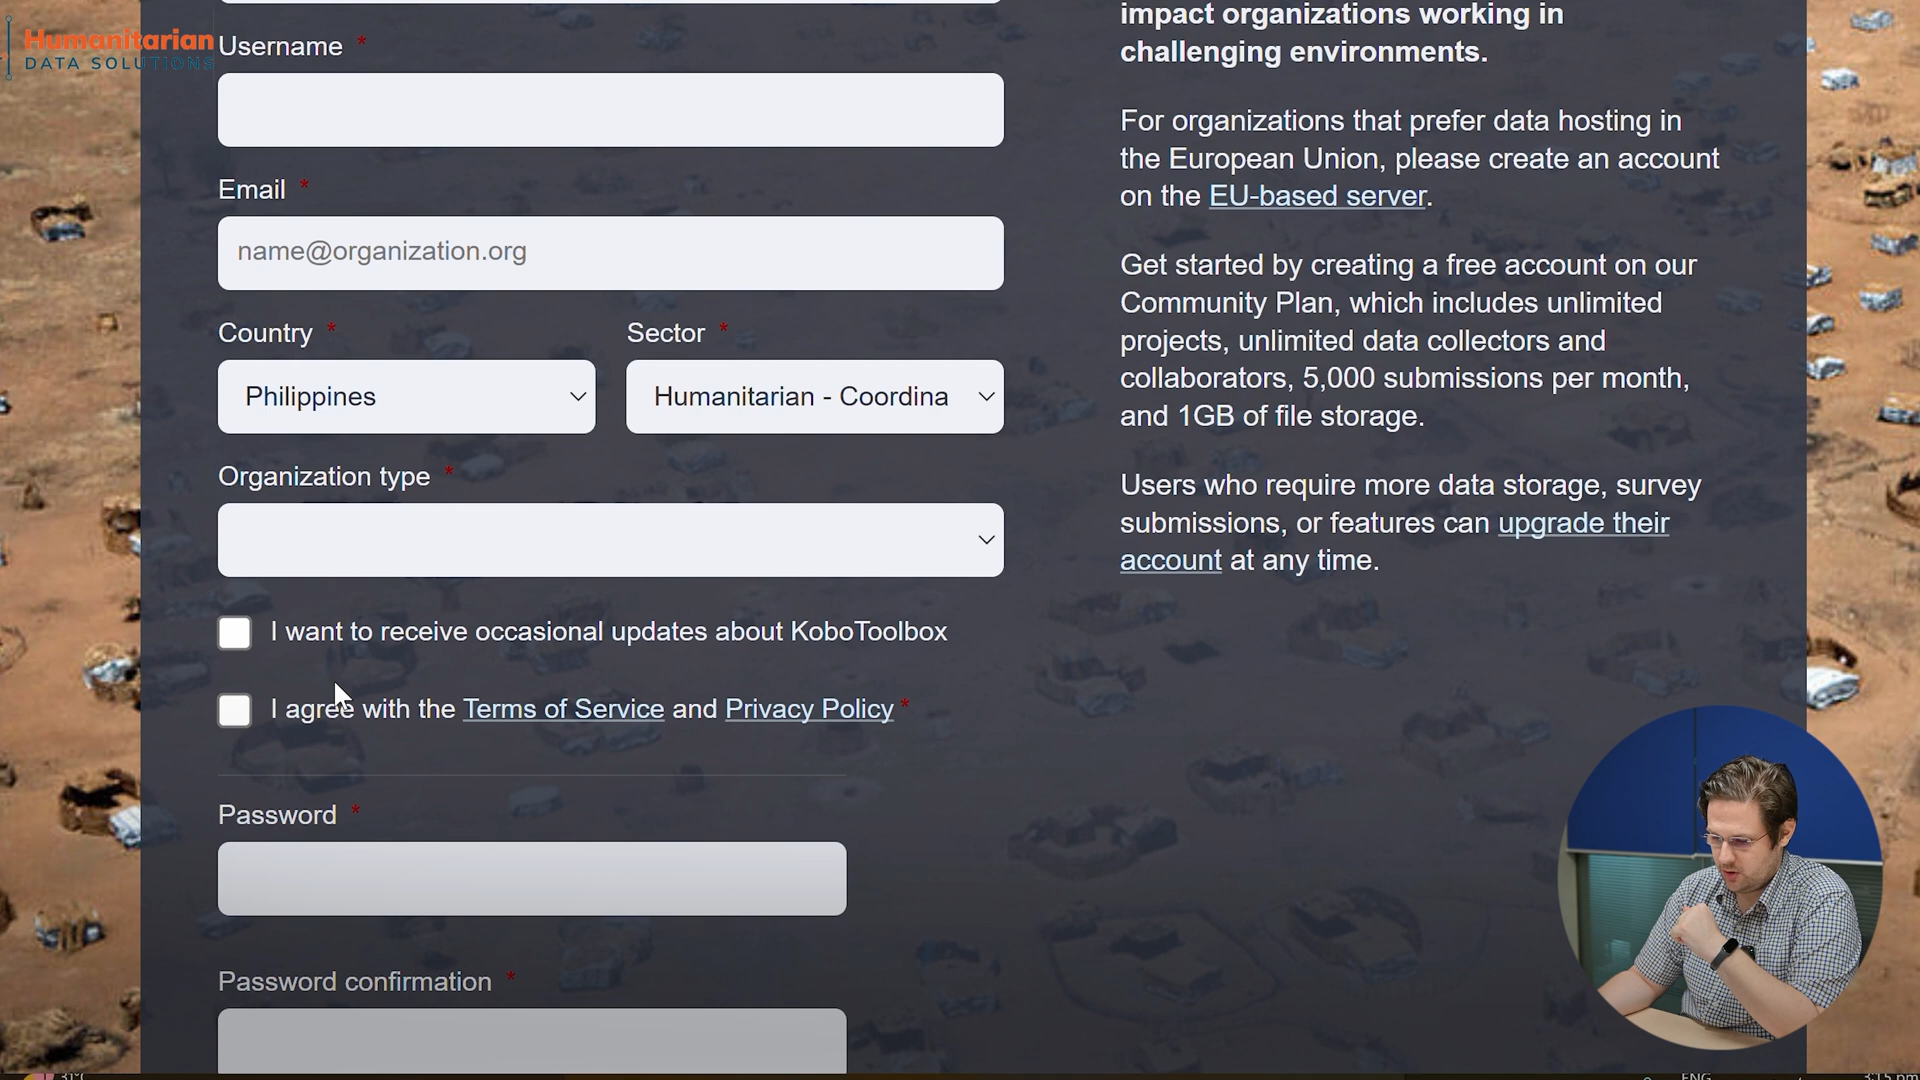 Humanitarian
DATA SOLUTIONS
Username *
Email *
name@organization.org
Country *
Sector *
Philippines
Humanitarian - Coordina
Organization type *
I want to receive occasional updates about KoboToolbox
I agree with the Terms of Service and Privacy Policy *
Password *
Password confirmation *
impact organizations working in
challenging environments.
For organizations that prefer data hosting in
the European Union, please create an account
on the EU-based server.
Get started by creating a free account on our
Community Plan, which includes unlimited
projects, unlimited data collectors and
collaborators, 5,000 submissions per month,
and 1GB of file storage.
Users who require more data storage, survey
submissions, or features can upgrade their
account at any time.
31°C
ENG
3:15 pm